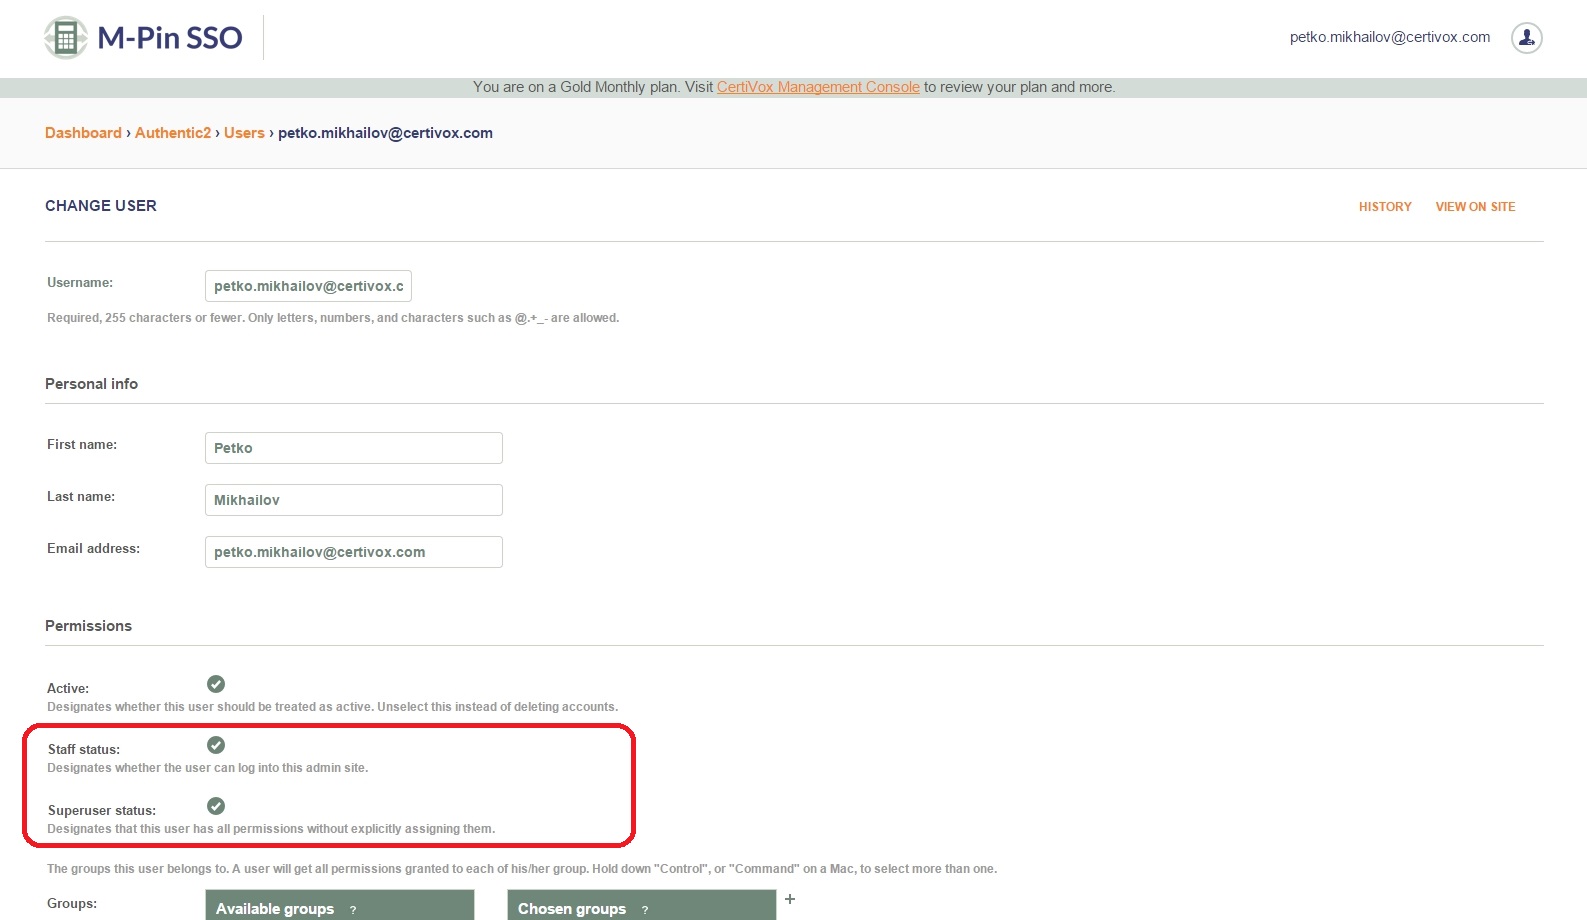 M-Pin SSO
petko.mikhailov@certivox.com
You are on a Gold Monthly plan. Visit CertiVox Management Console to review your plan and more.
Dashboard › Authentic2 › Users › petko.mikhailov@certivox.com
CHANGE USER
HISTORY VIEW ON SITE
Username: petko.mikhailov@certivox.c
Required, 255 characters or fewer. Only letters, numbers, and characters such as @.+_- are allowed.
Personal info
First name: Petko
Last name: Mikhailov
Email address: petko.mikhailov@certivox.com
Permissions
Active:
Designates whether this user should be treated as active. Unselect this instead of deleting accounts.
Staff status:
Designates whether the user can log into this admin site.
Superuser status:
Designates that this user has all permissions without explicitly assigning them.
The groups this user belongs to. A user will get all permissions granted to each of his/her group. Hold down "Control", or "Command" on a Mac, to select more than one.
Groups: Available groups ? Chosen groups ? +